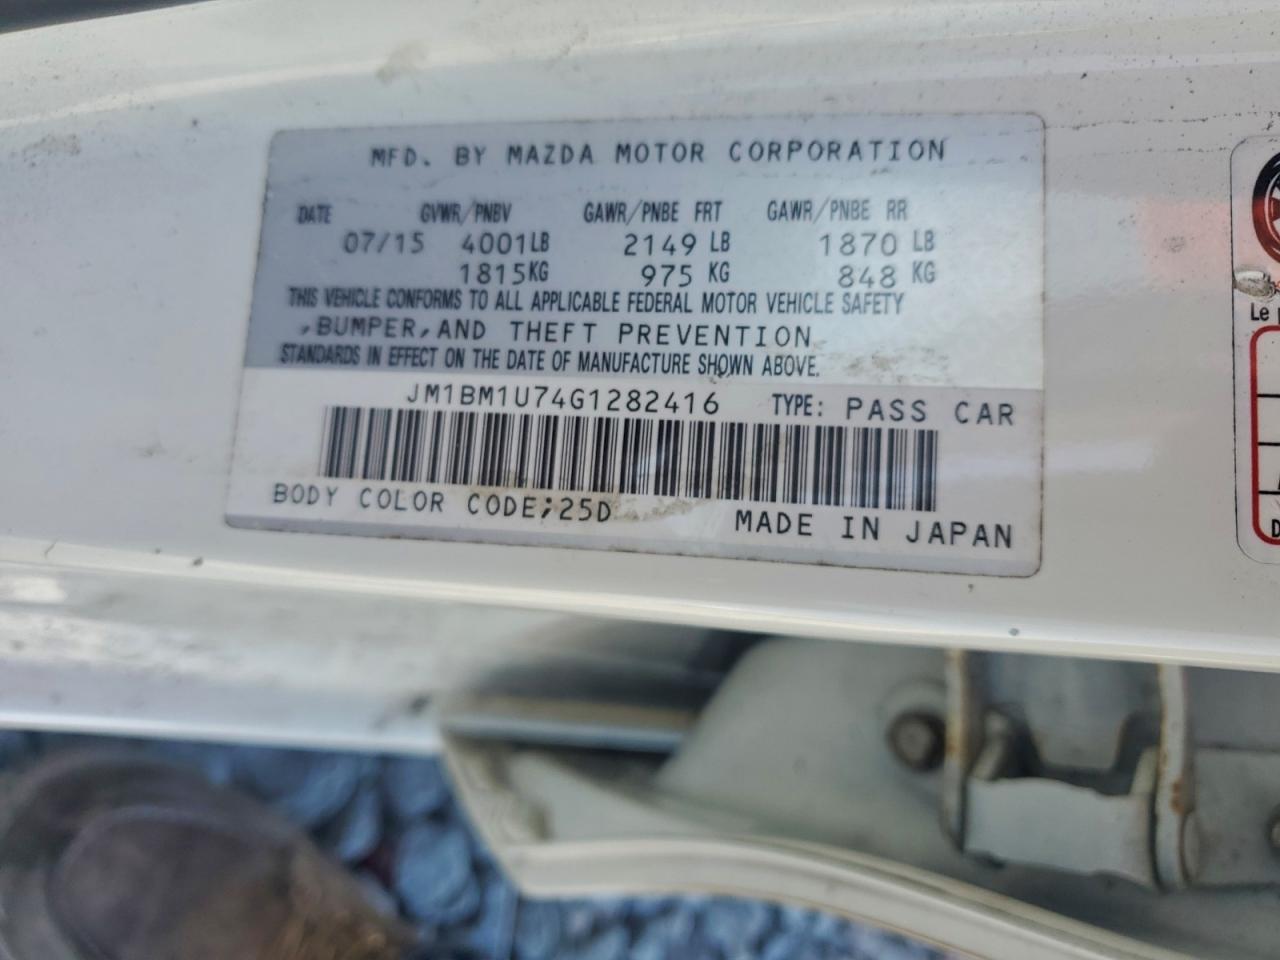 MFD. BY MAZDA MOTOR CORPORATION
DATE GVWR/PNBV GAWR/PNBE FRT GAWR/PNBE RR
07/15 4001LB 2149 LB 1870 LB
1815KG 975 KG 848 KG
THIS VEHICLE CONFORMS TO ALL APPLICABLE FEDERAL MOTOR VEHICLE SAFETY
,BUMPER,AND THEFT PREVENTION
STANDARDS IN EFFECT ON THE DATE OF MANUFACTURE SHOWN ABOVE.
JM1BM1U74G1282416 TYPE: PASS CAR
BODY COLOR CODE;25D
MADE IN JAPAN
Le